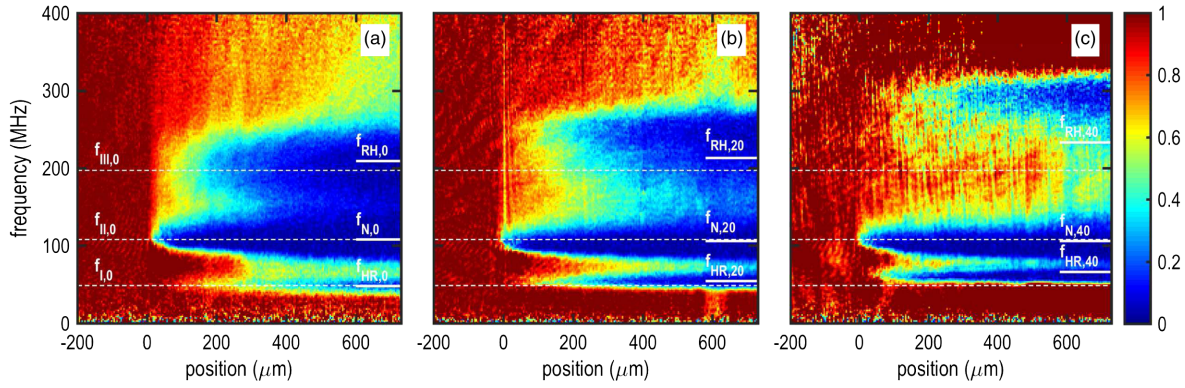 400
300
200
100
0
frequency (MHz)
-200 0 200 400 600
position (μm)
(a)
f_III,0
f_II,0
f_I,0
f_RH,0
f_N,0
f_HR,0
-200 0 200 400 600
position (μm)
(b)
f_RH,20
f_N,20
f_HR,20
-200 0 200 400 600
position (μm)
(c)
f_RH,40
f_N,40
f_HR,40
1
0.8
0.6
0.4
0.2
0